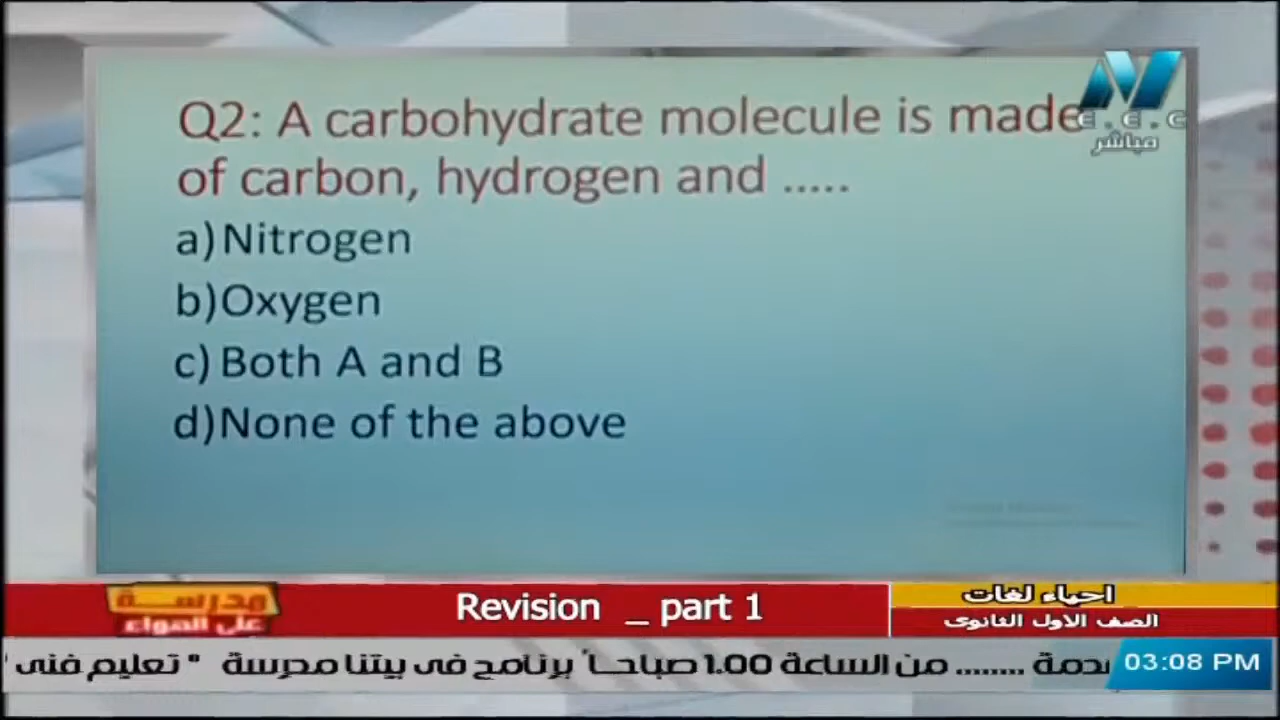 Q2: A carbohydrate molecule is made
of carbon, hydrogen and .....
a) Nitrogen
b) Oxygen
c) Both A and B
d) None of the above
E.E.C
مباشر
مدرسة
على الهواء
Revision _ part 1
احياء لغات
الصف الاول الثانوى
دمة ........ من الساعة 1.00 صباحاً برنامج فى بيتنا مدرسة " تعليم فنى "
03:08 PM